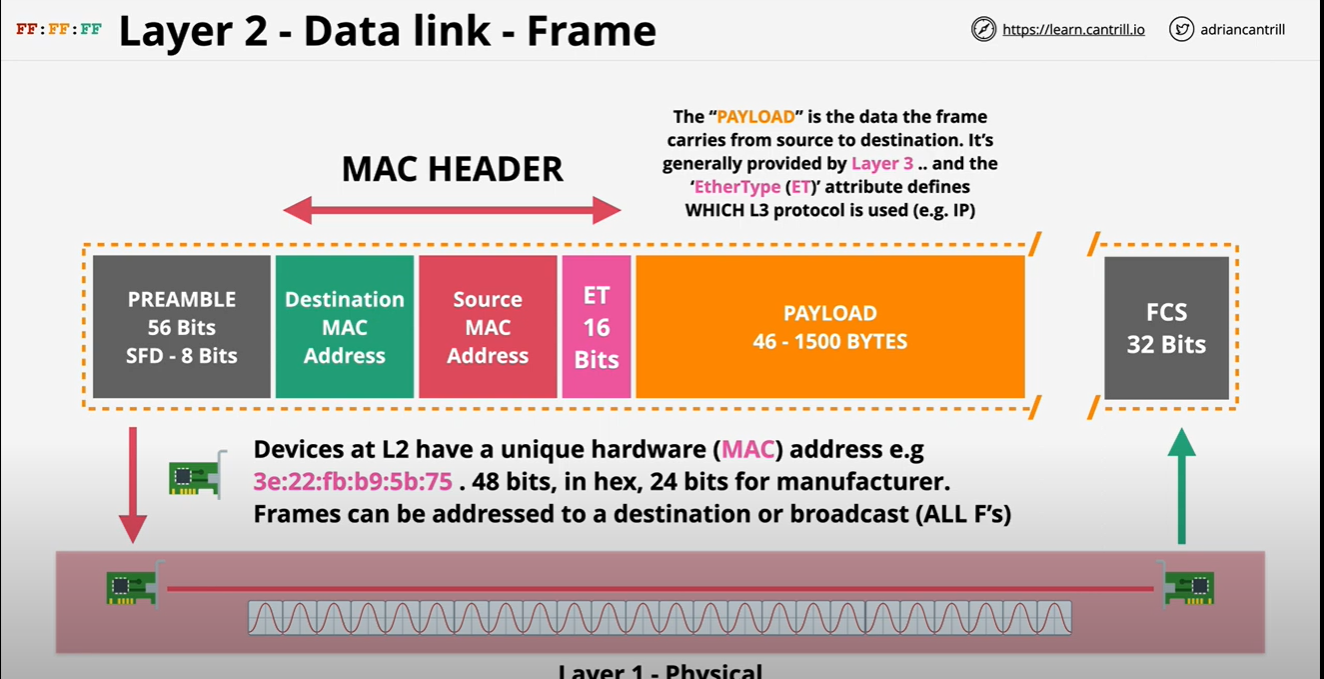 FF:FF:FF
Layer 2 - Data link - Frame
https://learn.cantrill.io
adriancantrill
The “PAYLOAD” is the data the frame
carries from source to destination. It’s
generally provided by Layer 3 .. and the
‘EtherType (ET)’ attribute defines
WHICH L3 protocol is used (e.g. IP)
MAC HEADER
PREAMBLE
56 Bits
SFD - 8 Bits
Destination
MAC
Address
Source
MAC
Address
ET
16
Bits
PAYLOAD
46 - 1500 BYTES
FCS
32 Bits
Devices at L2 have a unique hardware (MAC) address e.g
3e:22:fb:b9:5b:75 . 48 bits, in hex, 24 bits for manufacturer.
Frames can be addressed to a destination or broadcast (ALL F’s)
Layer 1 - Physical